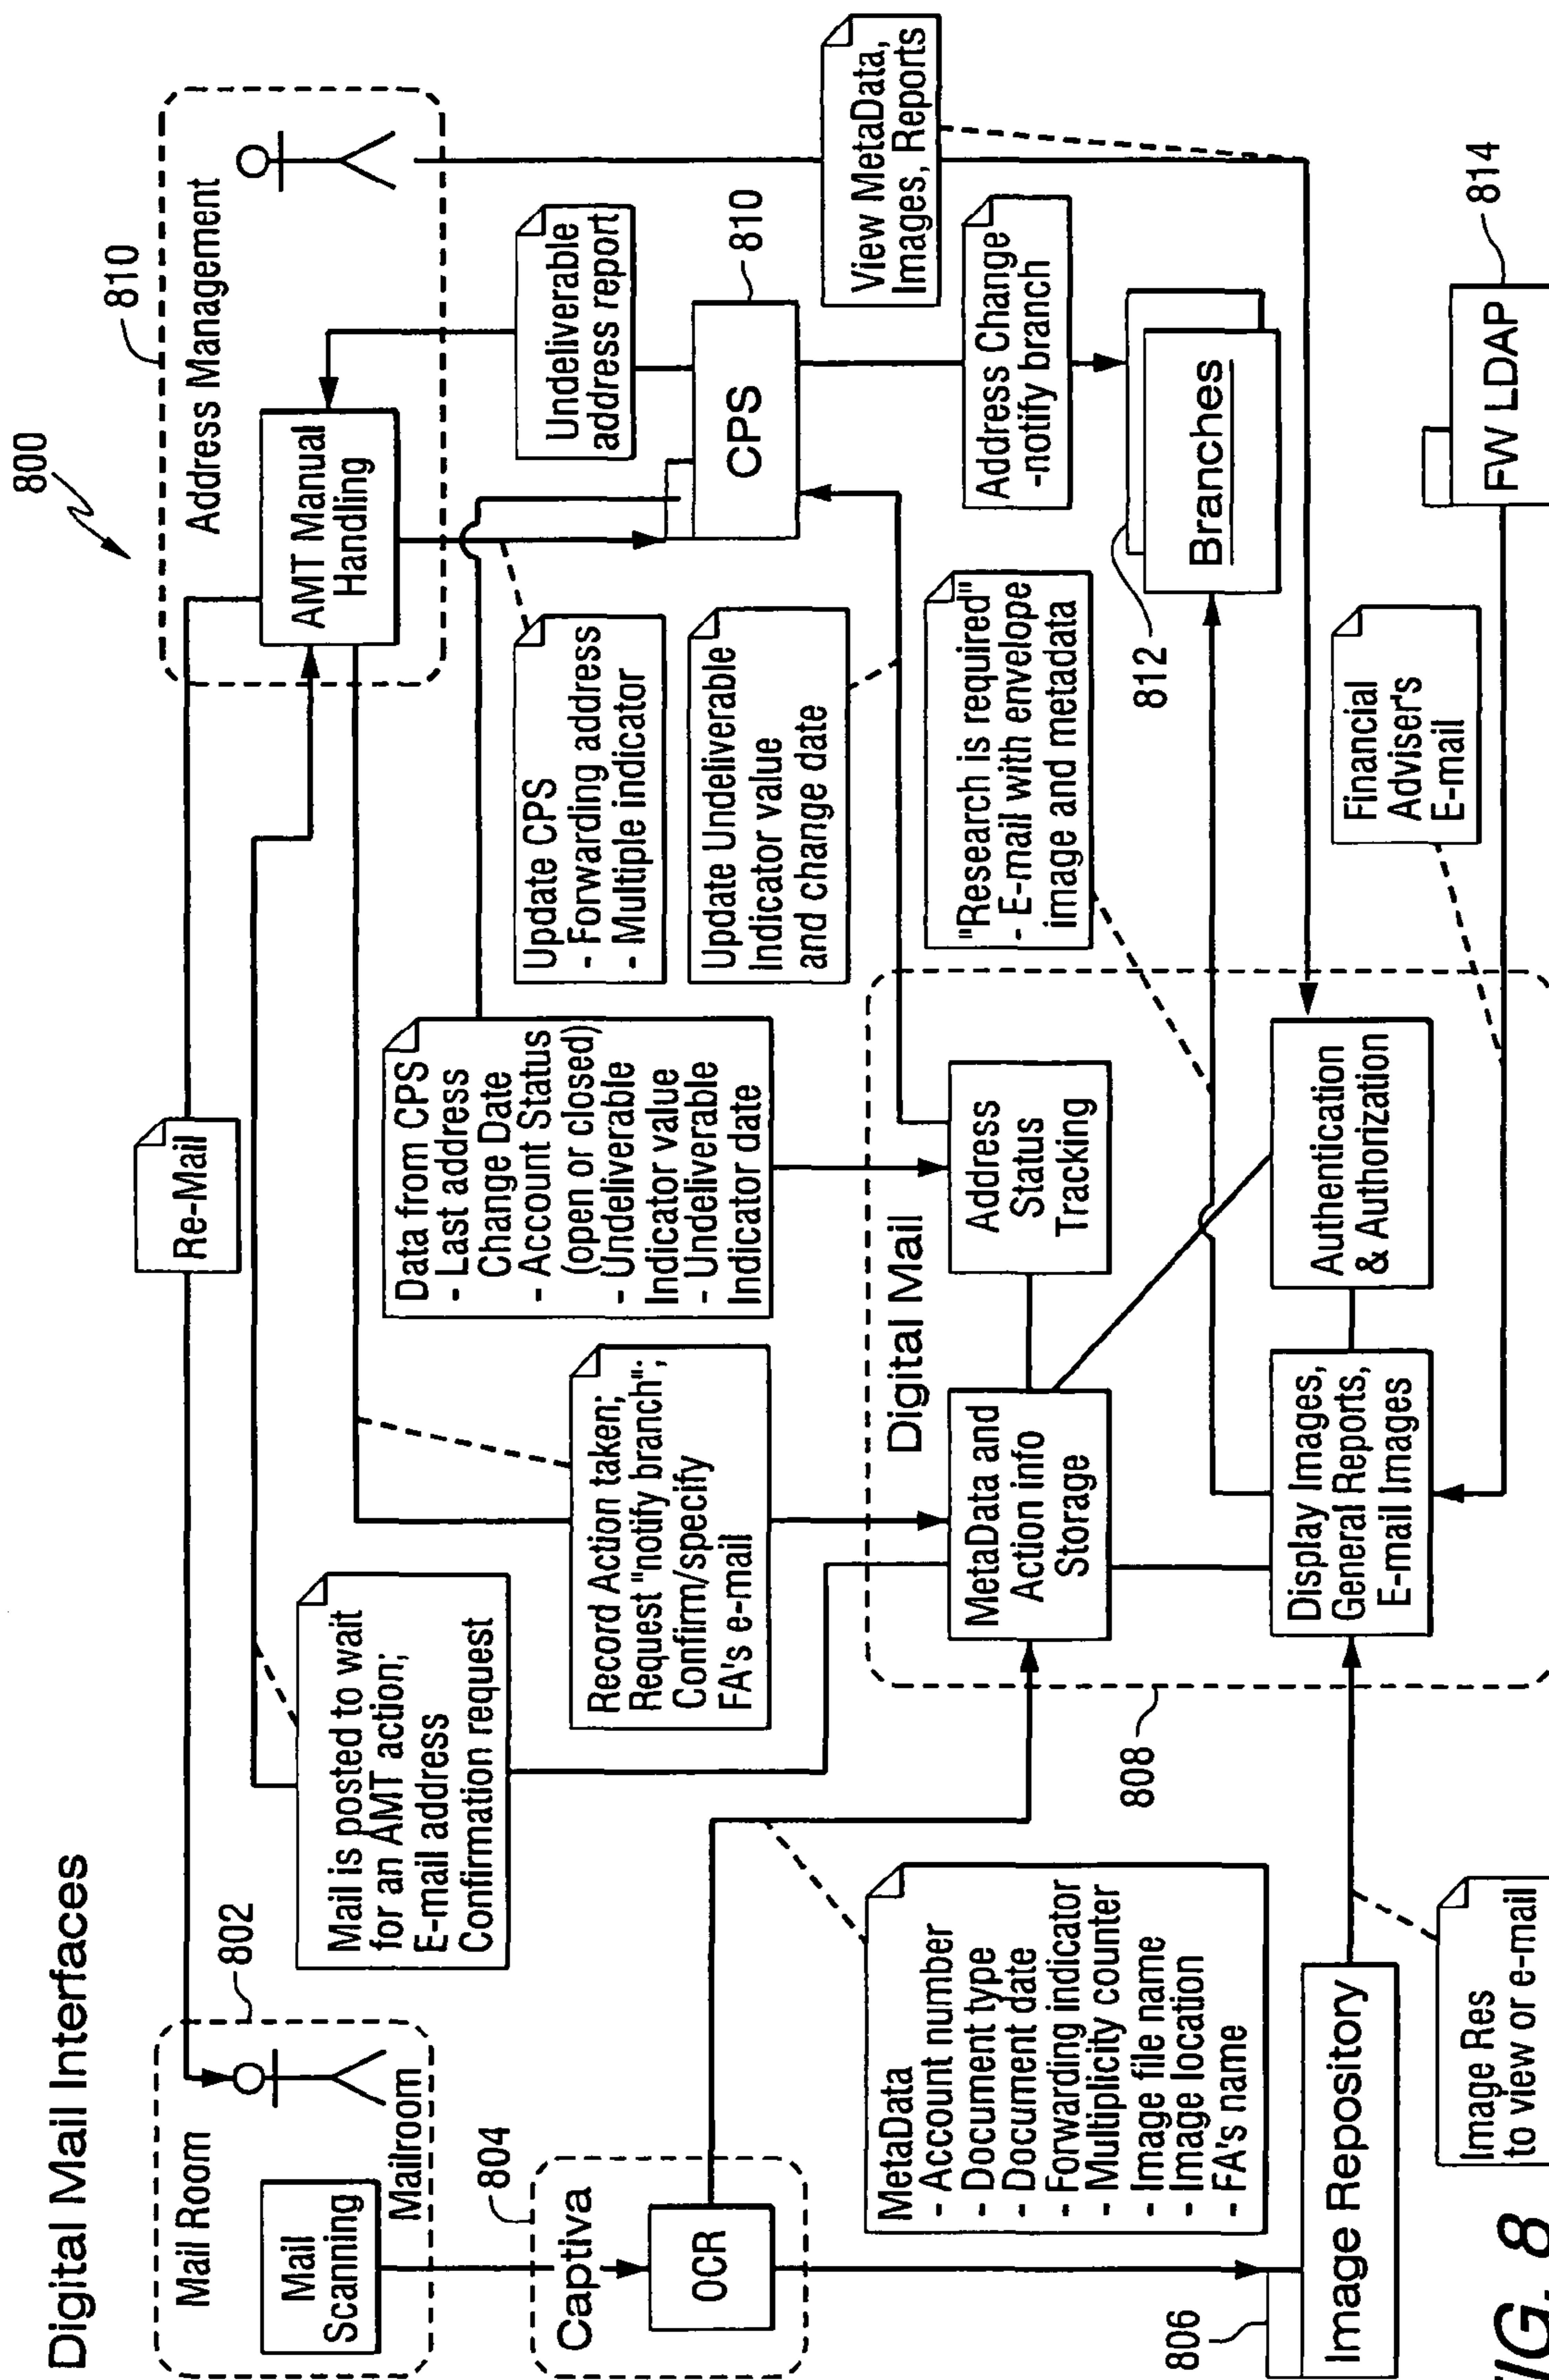 Digital Mail Interfaces
800
Mail Room
Mail
Scanning
Mailroom
802
Re-Mail
810
Address Management
AMT Manual
Handling
Mail is posted to wait
for an AMT action;
E-mail address
Confirmation request
Captiva
804
OCR
Record Action taken;
Request "notify branch";
Confirm/specify
FA's e-mail
Data from CPS
- Last address
Change Date
- Account Status
(open or closed)
- Undeliverable
Indicator value
- Undeliverable
Indicator date
Update CPS
- Forwarding address
- Multiple indicator
Undeliverable
address report
Update Undeliverable
Indicator value
and change date
CPS
810
View MetaData,
Images, Reports
MetaData
- Account number
- Document type
- Document date
- Forwarding indicator
- Multiplicity counter
- Image file name
- Image location
- FA's name
Digital Mail
808
MetaData and
Action info
Storage
Address
Status
Tracking
"Research is required"
- E-mail with envelope
image and metadata
Address Change
-notify branch
812
Branches
806
Image Repository
Display Images,
General Reports,
E-mail Images
Authentication
& Authorization
Financial
Adviser's
E-mail
FW LDAP
814
Image Res
to view or e-mail
FIG. 8